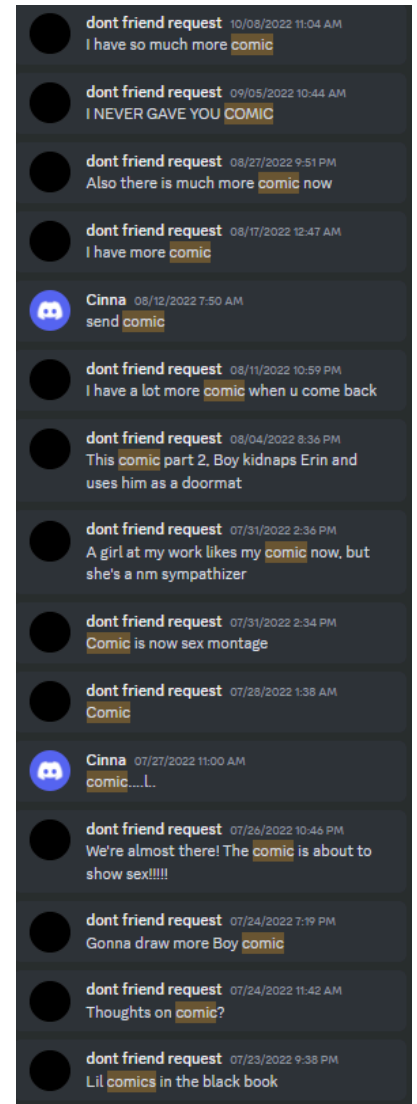 dont friend request 10/08/2022 11:04 AM
I have so much more comic
dont friend request 09/05/2022 10:44 AM
I NEVER GAVE YOU COMIC
dont friend request 08/27/2022 9:51 PM
Also there is much more comic now
dont friend request 08/17/2022 12:47 AM
I have more comic
Cinna 08/12/2022 7:50 AM
send comic
dont friend request 08/11/2022 10:59 PM
I have a lot more comic when u come back
dont friend request 08/04/2022 8:36 PM
This comic part 2, Boy kidnaps Erin and
uses him as a doormat
dont friend request 07/31/2022 2:36 PM
A girl at my work likes my comic now, but
she's a nm sympathizer
dont friend request 07/31/2022 2:34 PM
Comic is now sex montage
dont friend request 07/28/2022 1:38 AM
Comic
Cinna 07/27/2022 11:00 AM
comic....l..
dont friend request 07/26/2022 10:46 PM
We're almost there! The comic is about to
show sex!!!!!
dont friend request 07/24/2022 7:19 PM
Gonna draw more Boy comic
dont friend request 07/24/2022 11:42 AM
Thoughts on comic?
dont friend request 07/23/2022 9:38 PM
Lil comics in the black book